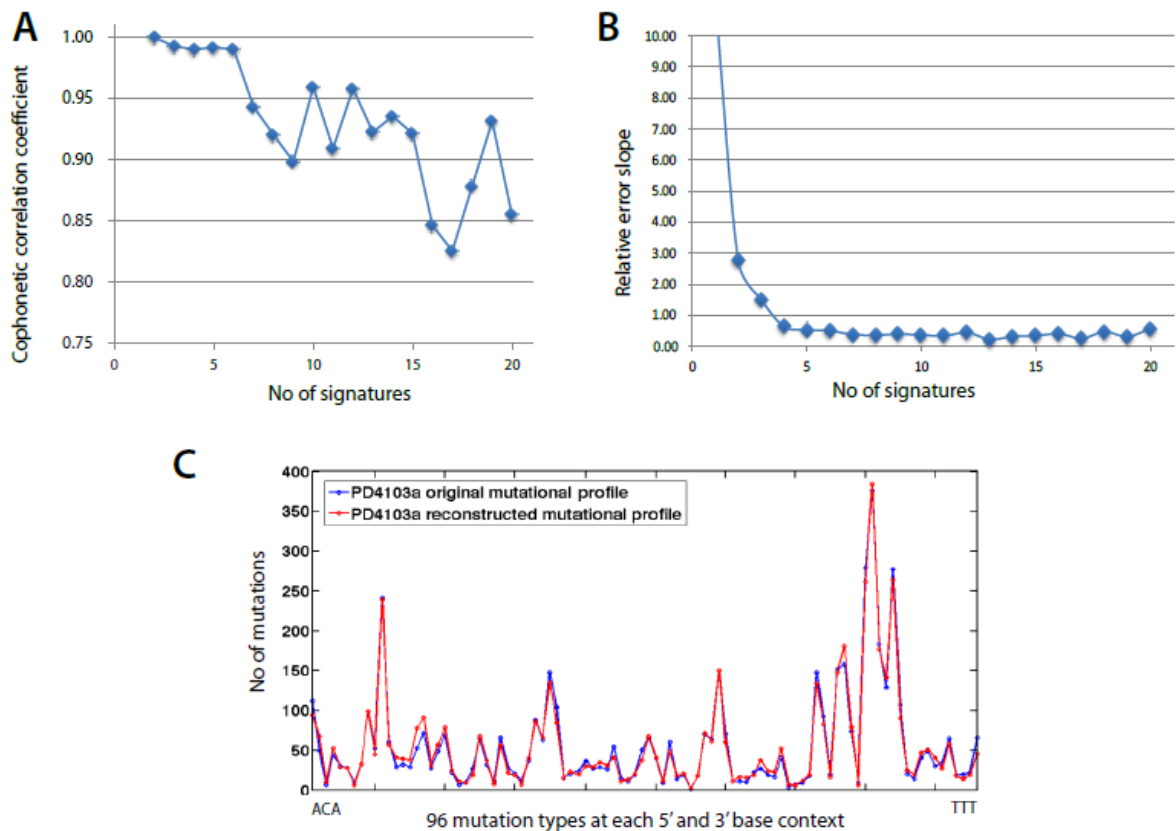 A
1.00
0.95
0.90
0.85
0.80
0.75
0
5
10
15
20
Cophonetic correlation coefficient
No of signatures
B
10.00
9.00
8.00
7.00
6.00
5.00
4.00
3.00
2.00
1.00
0.00
0
5
10
15
20
Relative error slope
No of signatures
C
400
350
300
250
200
150
100
50
0
No of mutations
PD4103a original mutational profile
PD4103a reconstructed mutational profile
ACA
TTT
96 mutation types at each 5’ and 3’ base context